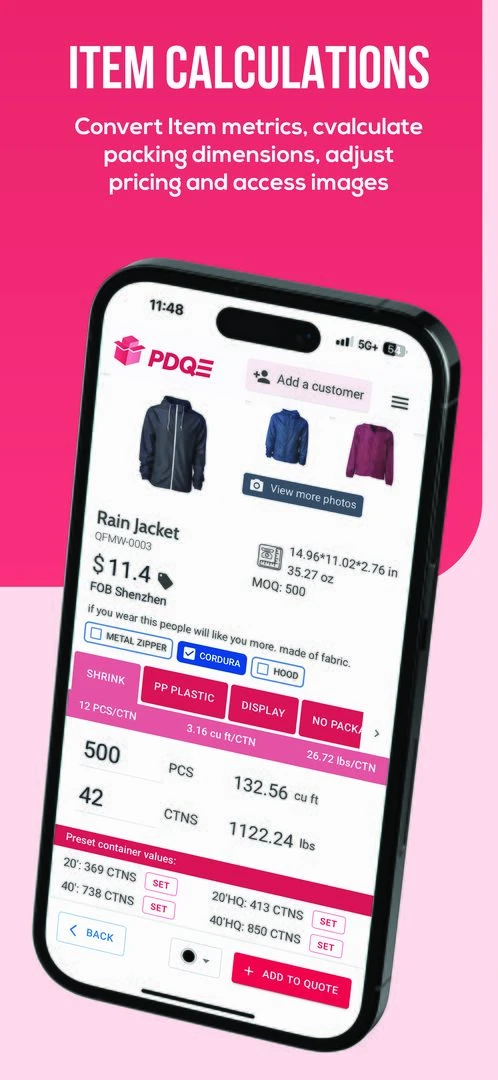 ITEM CALCULATIONS
Convert Item metrics, cvalculate
packing dimensions, adjust
pricing and access images
11:48
5G+ 54
PDQE
Add a customer
View more photos
Rain Jacket
QFMW-0003
$11.4
FOB Shenzhen
14.96*11.02*2.76 in
35.27 oz
MOQ: 500
if you wear this people will like you more. made of fabric.
METAL ZIPPER
CORDURA
HOOD
SHRINK
PP PLASTIC
DISPLAY
NO PACKA
12 PCS/CTN
3.16 cu ft/CTN
26.72 lbs/CTN
500 PCS 132.56 cu ft
42 CTNS 1122.24 lbs
Preset container values:
20': 369 CTNS SET 20'HQ: 413 CTNS SET
40': 738 CTNS SET 40'HQ: 850 CTNS SET
BACK
+ ADD TO QUOTE